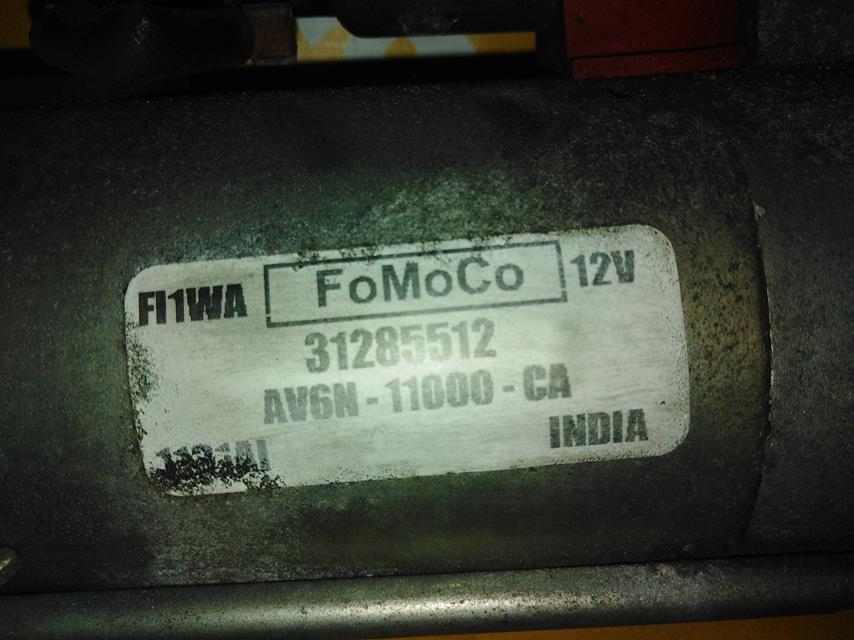 FI1WA FoMoCo 12V
31285512
AV6N - 11000 - CA
INDIA